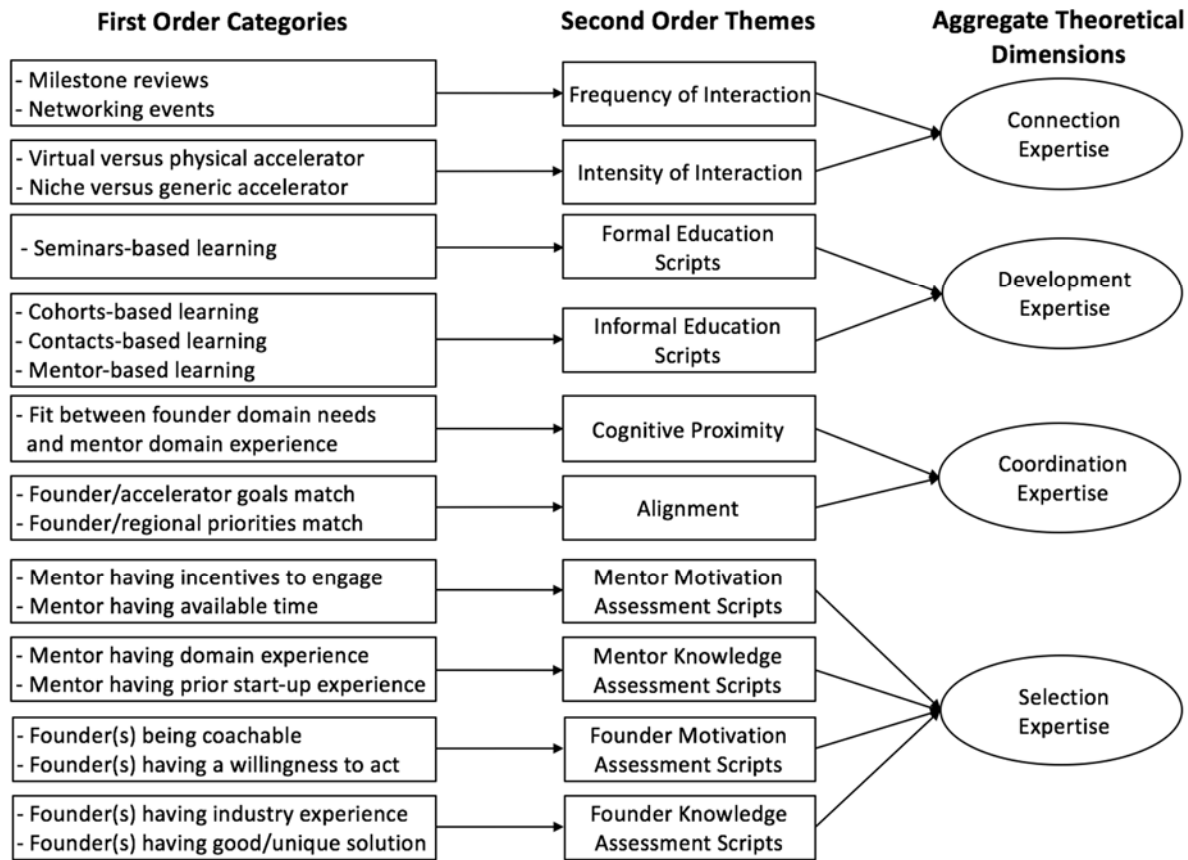 First Order Categories
Second Order Themes
Aggregate Theoretical
Dimensions
- Milestone reviews
- Networking events
Frequency of Interaction
Connection
Expertise
- Virtual versus physical accelerator
- Niche versus generic accelerator
Intensity of Interaction
- Seminars-based learning
Formal Education
Scripts
Development
Expertise
- Cohorts-based learning
- Contacts-based learning
- Mentor-based learning
Informal Education
Scripts
- Fit between founder domain needs
and mentor domain experience
Cognitive Proximity
Coordination
Expertise
- Founder/accelerator goals match
- Founder/regional priorities match
Alignment
- Mentor having incentives to engage
- Mentor having available time
Mentor Motivation
Assessment Scripts
- Mentor having domain experience
- Mentor having prior start-up experience
Mentor Knowledge
Assessment Scripts
Selection
Expertise
- Founder(s) being coachable
- Founder(s) having a willingness to act
Founder Motivation
Assessment Scripts
- Founder(s) having industry experience
- Founder(s) having good/unique solution
Founder Knowledge
Assessment Scripts